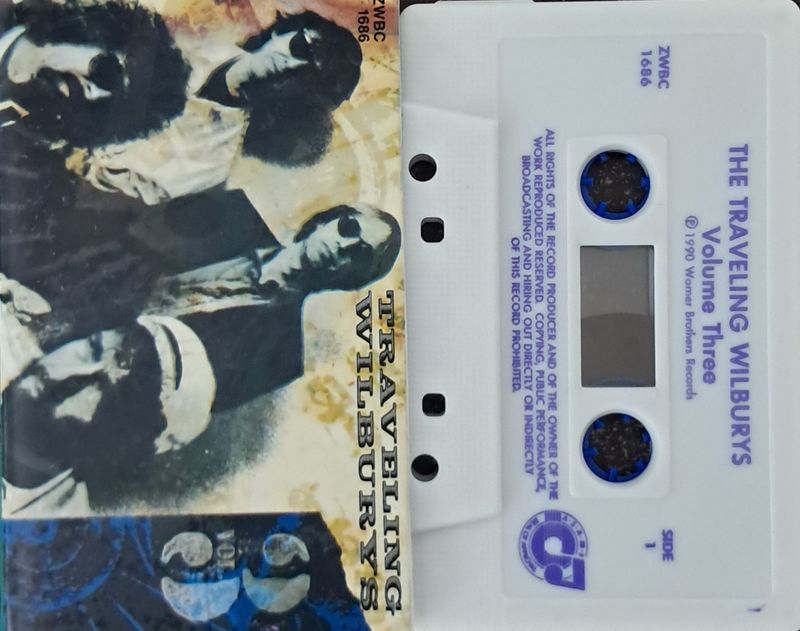 ZWBC
1686
TRAVELING
WILBURYS
VOL
3
ZWBC
1686
THE TRAVELING WILBURYS
Volume Three
℗ 1990 Warner Brothers Records
ALL RIGHTS OF THE RECORD PRODUCER AND OF THE OWNER OF THE
WORK REPRODUCED RESERVED. COPYING, PUBLIC PERFORMANCE,
BROADCASTING AND HIRING OUT DIRECTLY OR INDIRECTLY
OF THIS RECORD PROHIBITED.
SIDE
1